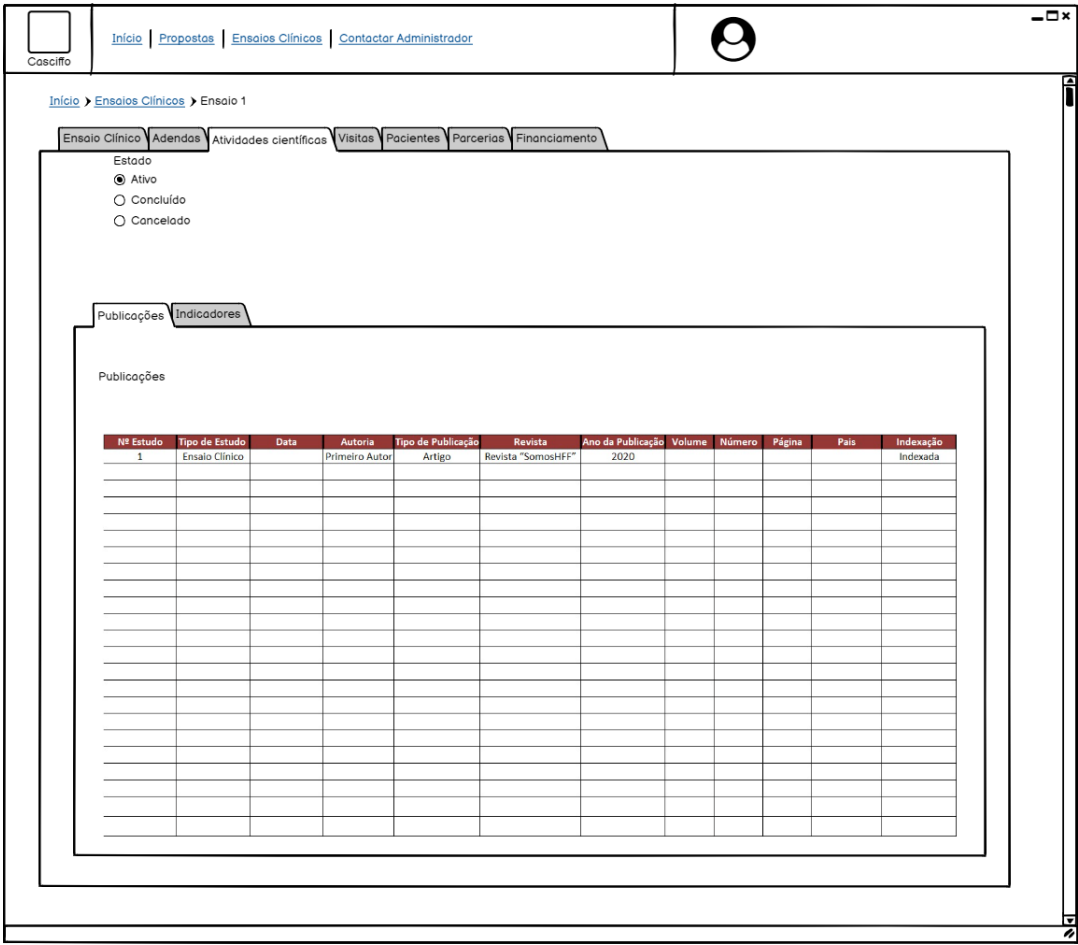 Casciffo
Início Propostas Ensaios Clínicos Contactar Administrador
Início Ensaios Clínicos Ensaio 1
Ensaio Clínico Adendas Atividades científicas Visitas Pacientes Parcerias Financiamento
Estado
Ativo
Concluído
Cancelado
Publicações Indicadores
Publicações
Nº Estudo Tipo de Estudo Data Autoria Tipo de Publicação Revista Ano da Publicação Volume Número Página Pais Indexação
1 Ensaio Clínico Primeiro Autor Artigo Revista "SomosHFF" 2020 Indexada